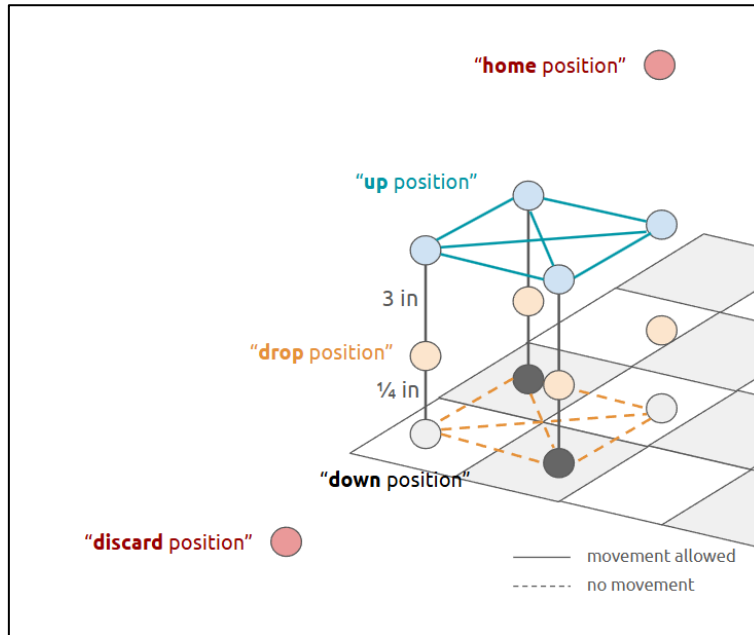 “home position”
“up position”
3 in
“drop position”
¼ in
“down position”
“discard position”
movement allowed
no movement